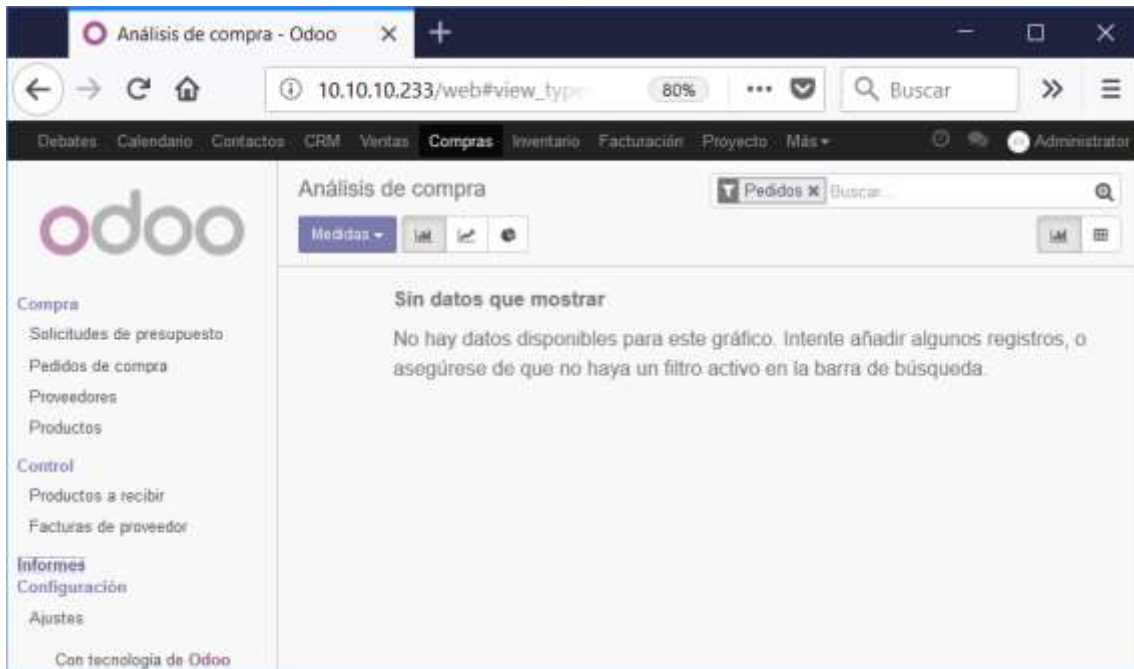 Análisis de compra - Odoo
10.10.10.233/web#view_type
80%
Buscar
Debates Calendario Contactos CRM Ventas Compras Inventario Facturación Proyecto Más
Administrator
odoo
Análisis de compra
Pedidos
Buscar...
Medidas
Compra
Solicitudes de presupuesto
Pedidos de compra
Proveedores
Productos
Control
Productos a recibir
Facturas de proveedor
Informes
Configuración
Ajustes
Con tecnología de Odoo
Sin datos que mostrar
No hay datos disponibles para este gráfico. Intente añadir algunos registros, o
asegúrese de que no haya un filtro activo en la barra de búsqueda.